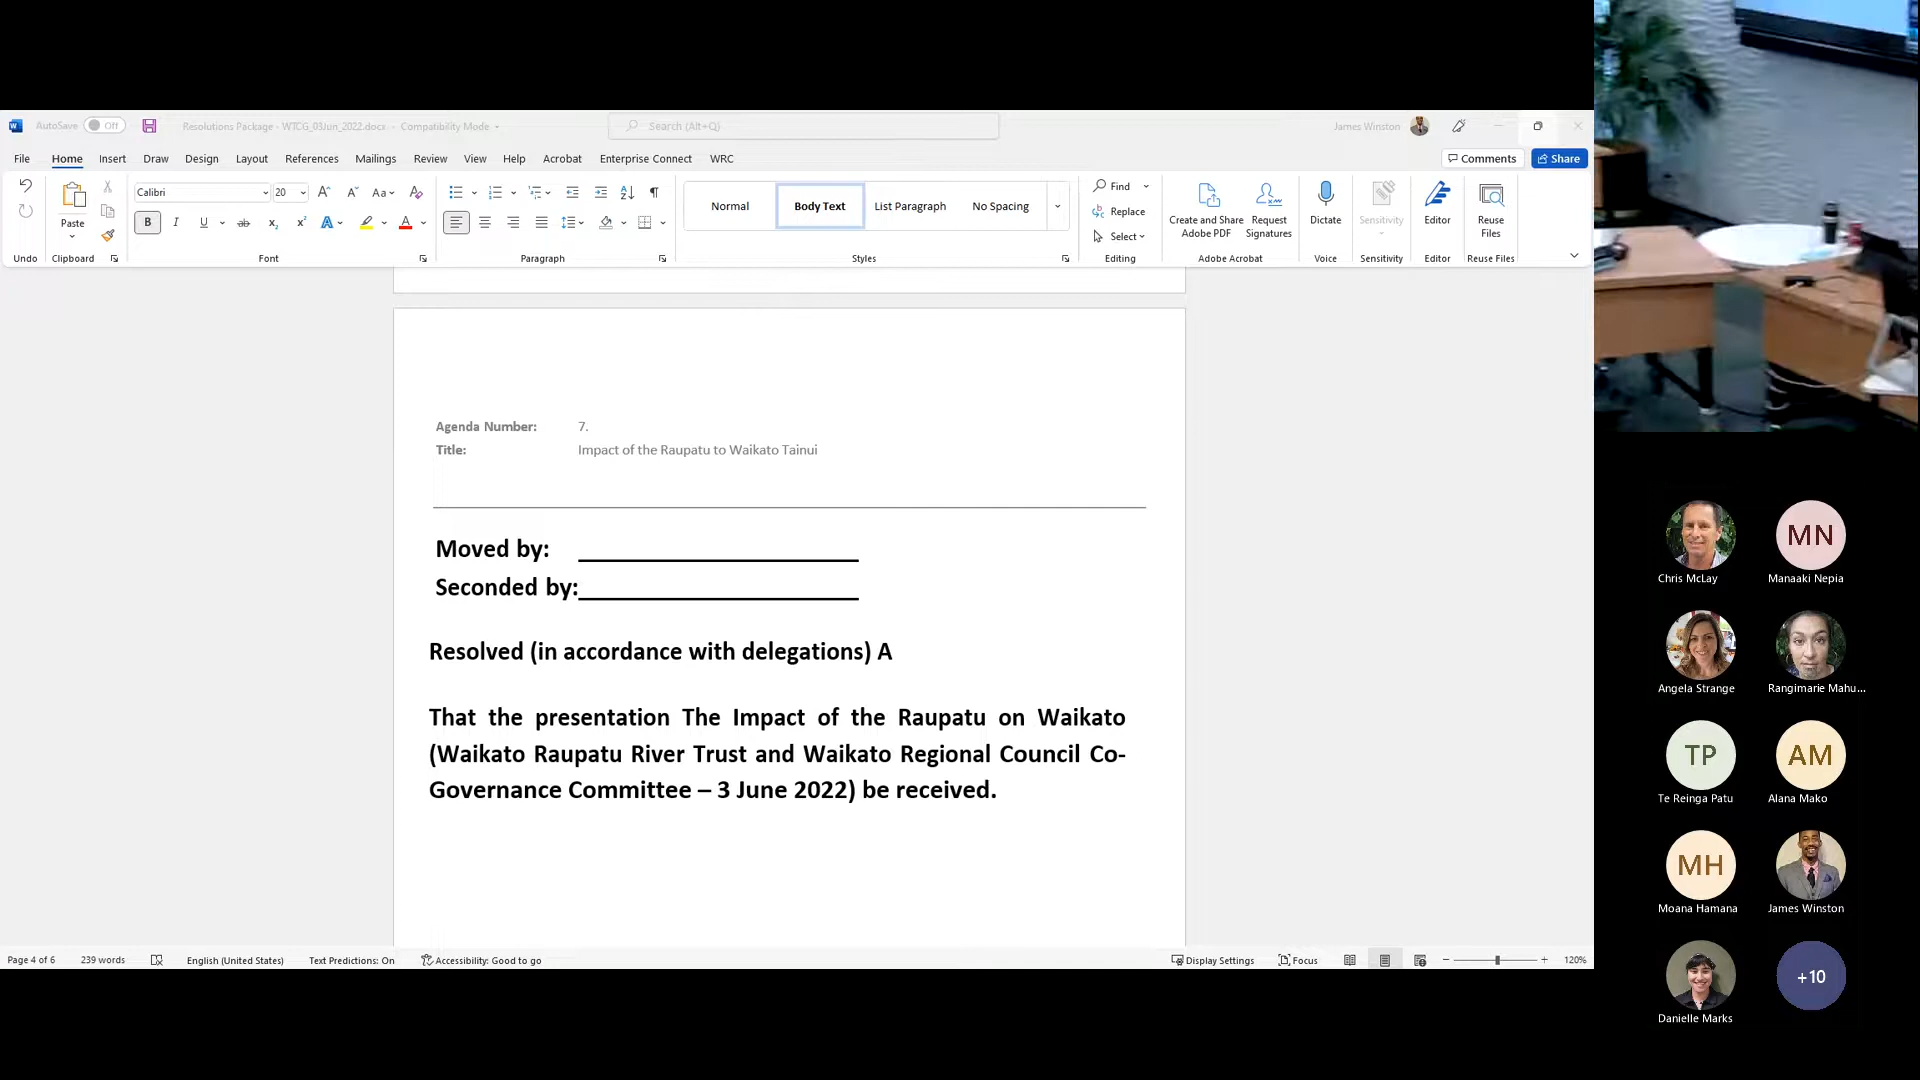 AutoSave Off Resolutions Package - WTCG_03Jun_2022.docx - Compatibility Mode Search (Alt+Q) James Winston
File Home Insert Draw Design Layout References Mailings Review View Help Acrobat Enterprise Connect WRC Comments Share
Calibri 20 Aa Find
Normal Body Text List Paragraph No Spacing
Paste Replace Create and Share Adobe PDF Request Signatures Dictate Sensitivity Editor Reuse Files
B I U ab x₂ x² A A Select
Undo Clipboard Font Paragraph Styles Editing Adobe Acrobat Voice Sensitivity Editor Reuse Files
Agenda Number: 7.
Title: Impact of the Raupatu to Waikato Tainui
Moved by: ____________________
Seconded by: ____________________
Resolved (in accordance with delegations) A
That the presentation The Impact of the Raupatu on Waikato
(Waikato Raupatu River Trust and Waikato Regional Council Co-
Governance Committee – 3 June 2022) be received.
Page 4 of 6 239 words English (United States) Text Predictions: On Accessibility: Good to go Display Settings Focus 120%
MN
Chris McLay Manaaki Nepia
Angela Strange Rangimarie Mahu...
TP AM
Te Reinga Patu Alana Mako
MH
Moana Hamana James Winston
+10
Danielle Marks